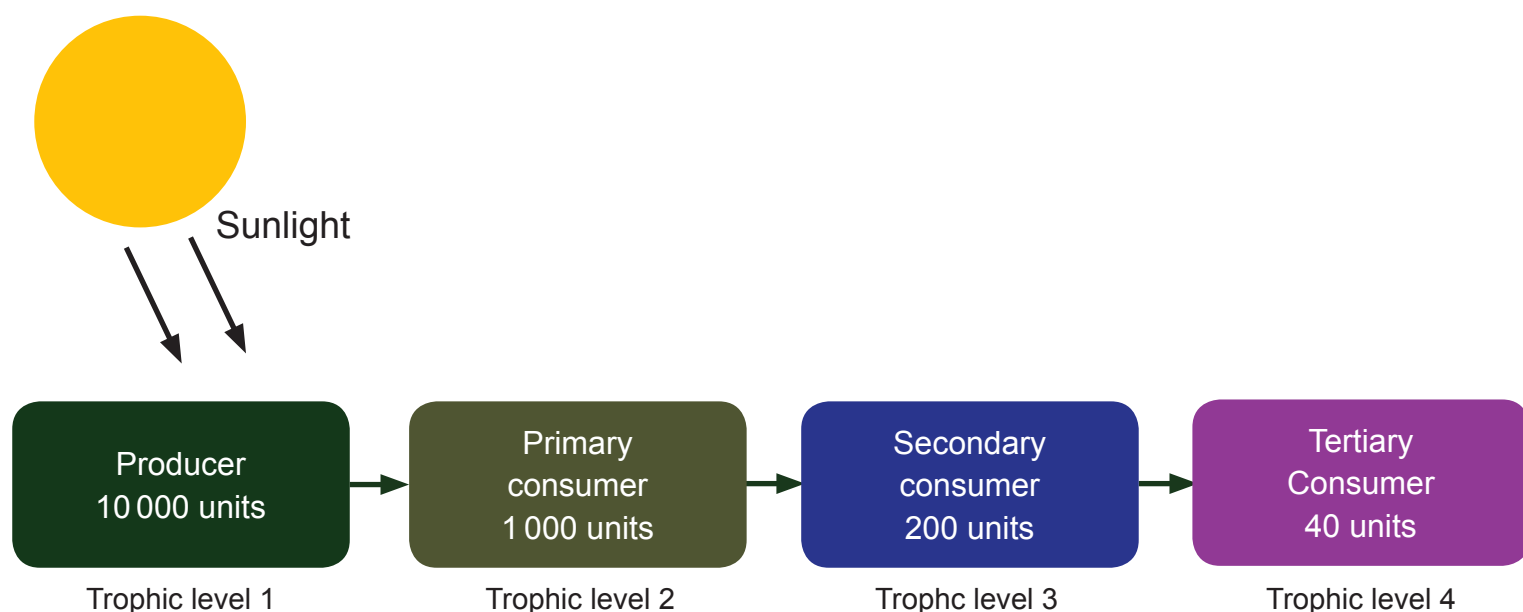 Sunlight
Producer
10 000 units
Primary
consumer
1 000 units
Secondary
consumer
200 units
Tertiary
Consumer
40 units
Trophic level 1
Trophic level 2
Trophc level 3
Trophic level 4